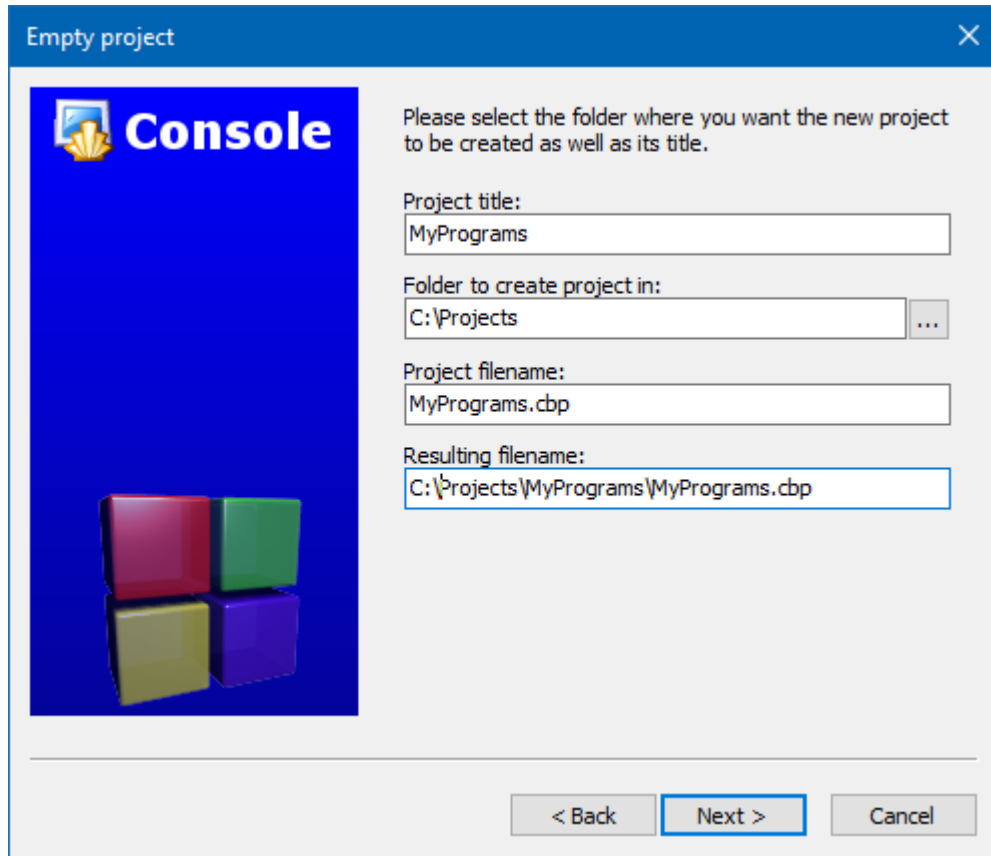 Empty project
Console
Please select the folder where you want the new project
to be created as well as its title.
Project title:
MyPrograms
Folder to create project in:
C:\Projects
...
Project filename:
MyPrograms.cbp
Resulting filename:
C:\Projects\MyPrograms\MyPrograms.cbp
< Back
Next >
Cancel